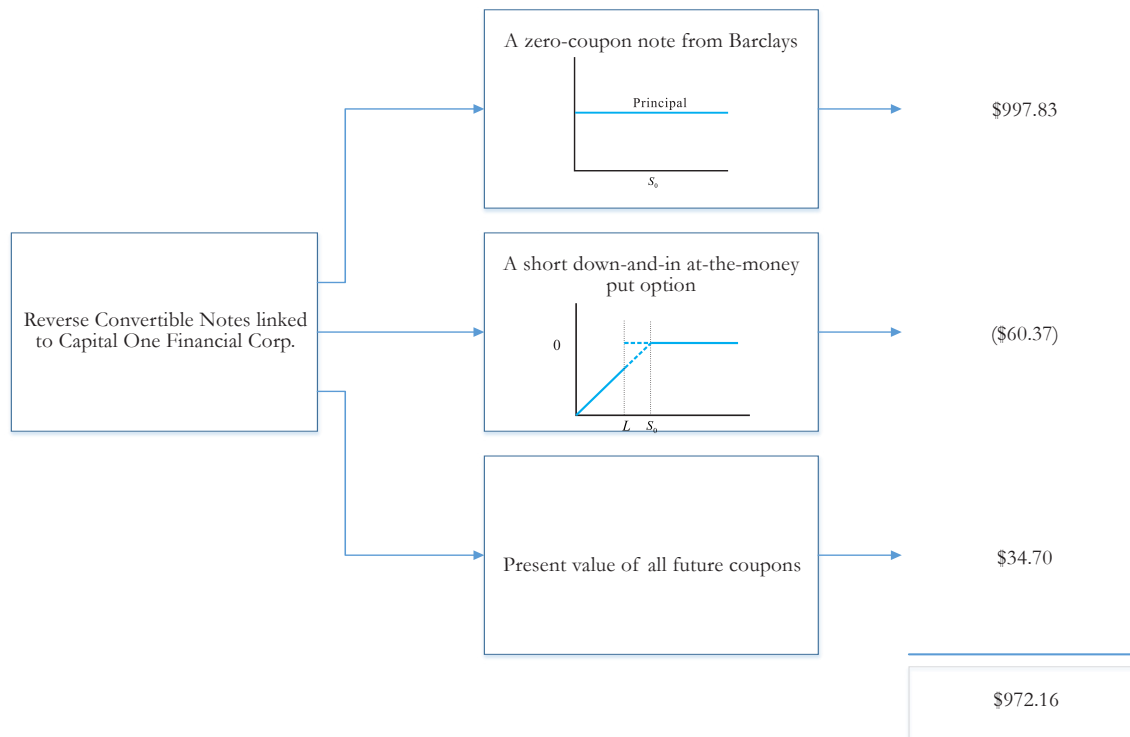 A zero-coupon note from Barclays
Principal
S₀
$997.83
Reverse Convertible Notes linked
to Capital One Financial Corp.
A short down-and-in at-the-money
put option
0
L S₀
($60.37)
Present value of all future coupons
$34.70
$972.16